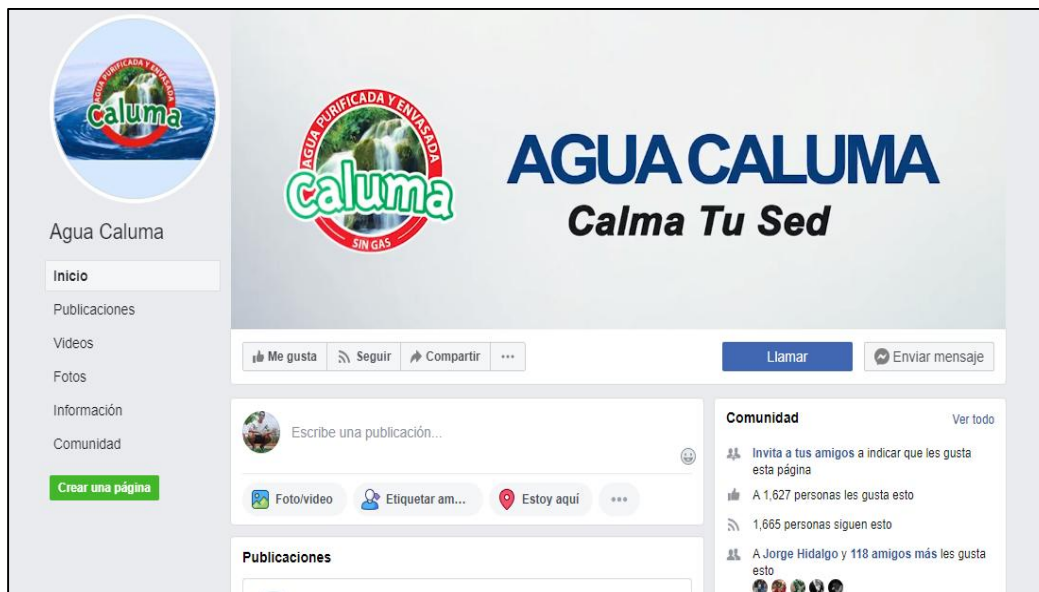 AGUA PURIFICADA Y ENVASADA
Caluma
Agua Caluma
Inicio
Publicaciones
Videos
Fotos
Información
Comunidad
Crear una página
AGUA PURIFICADA Y ENVASADA
Caluma
SIN GAS
AGUA CALUMA
Calma Tu Sed
Me gusta
Seguir
Compartir
...
Llamar
Enviar mensaje
Escribe una publicación...
Foto/video
Etiquetar am...
Estoy aquí
...
Publicaciones
Comunidad
Ver todo
Invita a tus amigos a indicar que les gusta
esta página
A 1,627 personas les gusta esto
1,665 personas siguen esto
A Jorge Hidalgo y 118 amigos más les gusta
esto